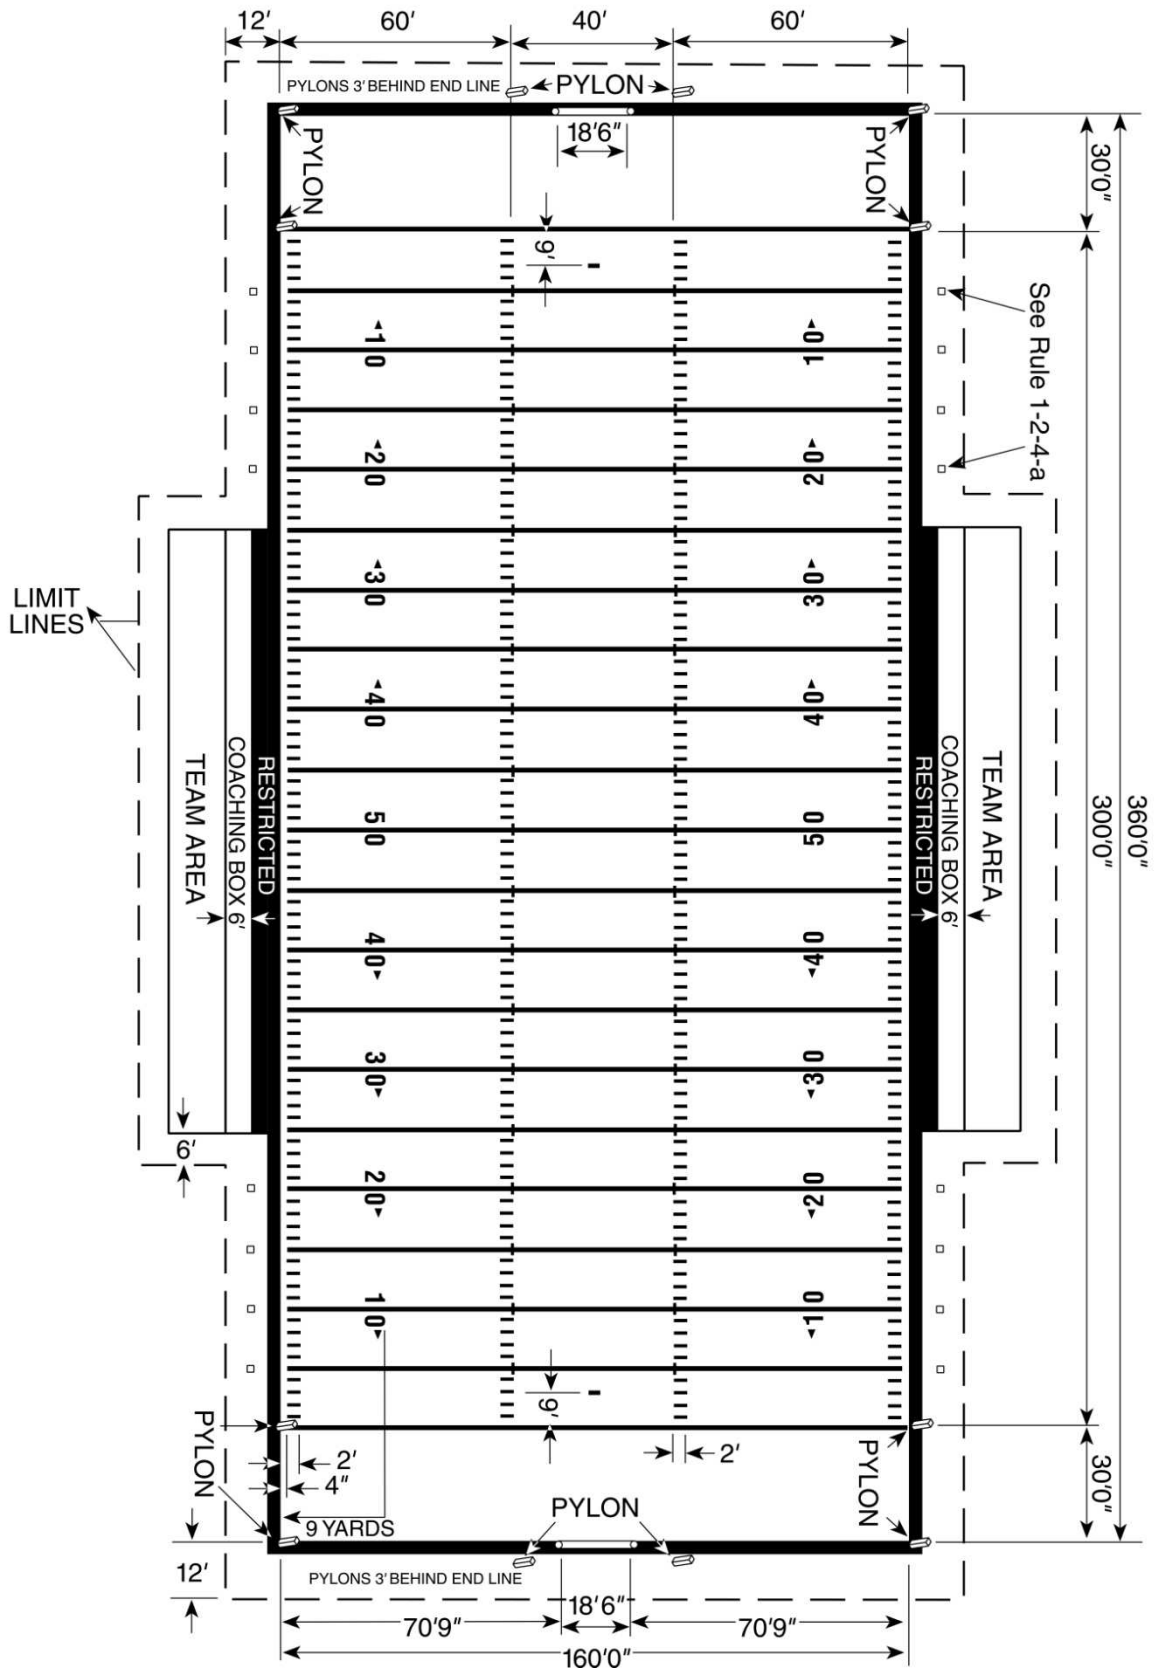 12′ 60′ 40′ 60′
PYLONS 3′ BEHIND END LINE
PYLON
18′6″
PYLON
PYLON
30′0″
9′
See Rule 1-2-4-a
◂10 10▸
◂20 20▸
◂30 30▸
◂40 40▸
50 50
40▸ ◂40
30▸ ◂30
20▸ ◂20
10▸ ◂10
LIMIT
LINES
TEAM AREA
COACHING BOX 6′
RESTRICTED
RESTRICTED
COACHING BOX 6′
TEAM AREA
300′0″
360′0″
6′
9′
PYLON
2′
4″
2′
9 YARDS
PYLON
PYLON
30′0″
12′
PYLONS 3′ BEHIND END LINE
18′6″
70′9″ 70′9″
160′0″